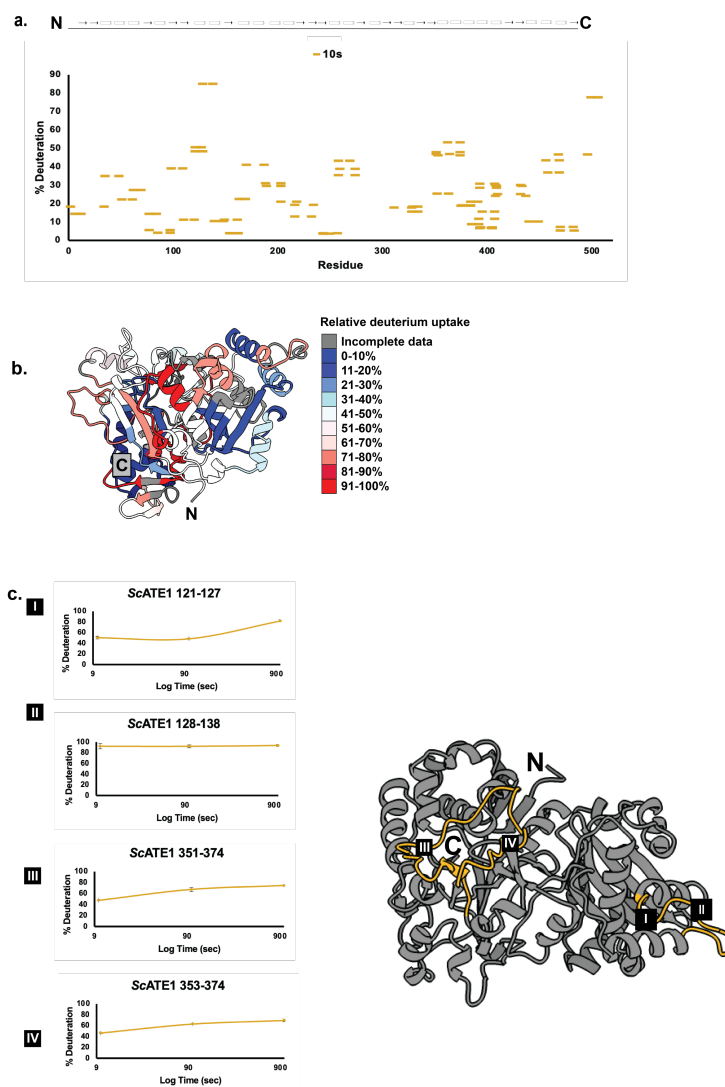 a.
N
C
10s
% Deuteration
90
80
70
60
50
40
30
20
10
0
0 100 200 300 400 500
Residue
b.
C
N
Relative deuterium uptake
Incomplete data
0-10%
11-20%
21-30%
31-40%
41-50%
51-60%
61-70%
71-80%
81-90%
91-100%
c.
I
ScATE1 121-127
% Deuteration
100
80
60
40
20
0
9 90 900
Log Time (sec)
II
ScATE1 128-138
% Deuteration
100
80
60
40
20
0
9 90 900
Log Time (sec)
III
ScATE1 351-374
% Deuteration
100
80
60
40
20
0
9 90 900
Log Time (sec)
IV
ScATE1 353-374
% Deuteration
100
80
60
40
20
0
9 90 900
Log Time (sec)
N
III
C
IV
I
II